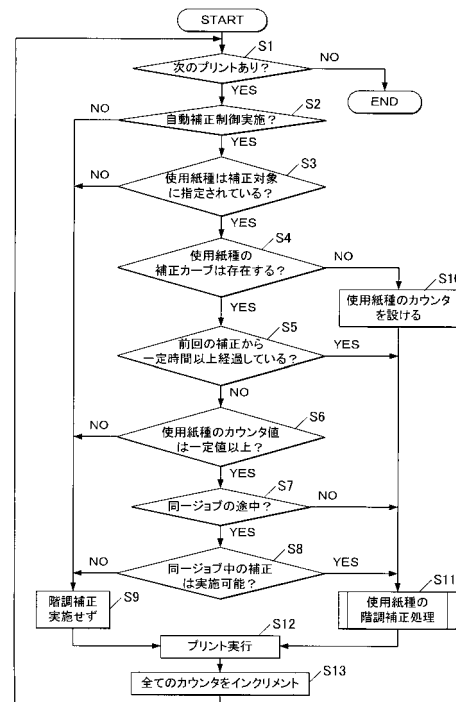 START
S1
次のプリントあり?
NO
YES
END
S2
自動補正制御実施?
NO
YES
S3
使用紙種は補正対象
に指定されている?
NO
YES
S4
使用紙種の
補正カーブは存在する?
NO
YES
S10
使用紙種のカウンタ
を設ける
S5
前回の補正から
一定時間以上経過している?
YES
NO
S6
使用紙種のカウンタ値
は一定値以上?
NO
YES
S7
同一ジョブの途中?
NO
YES
S8
同一ジョブ中の補正
は実施可能?
NO
YES
S9
階調補正
実施せず
S11
使用紙種の
階調補正処理
S12
プリント実行
S13
全てのカウンタをインクリメント